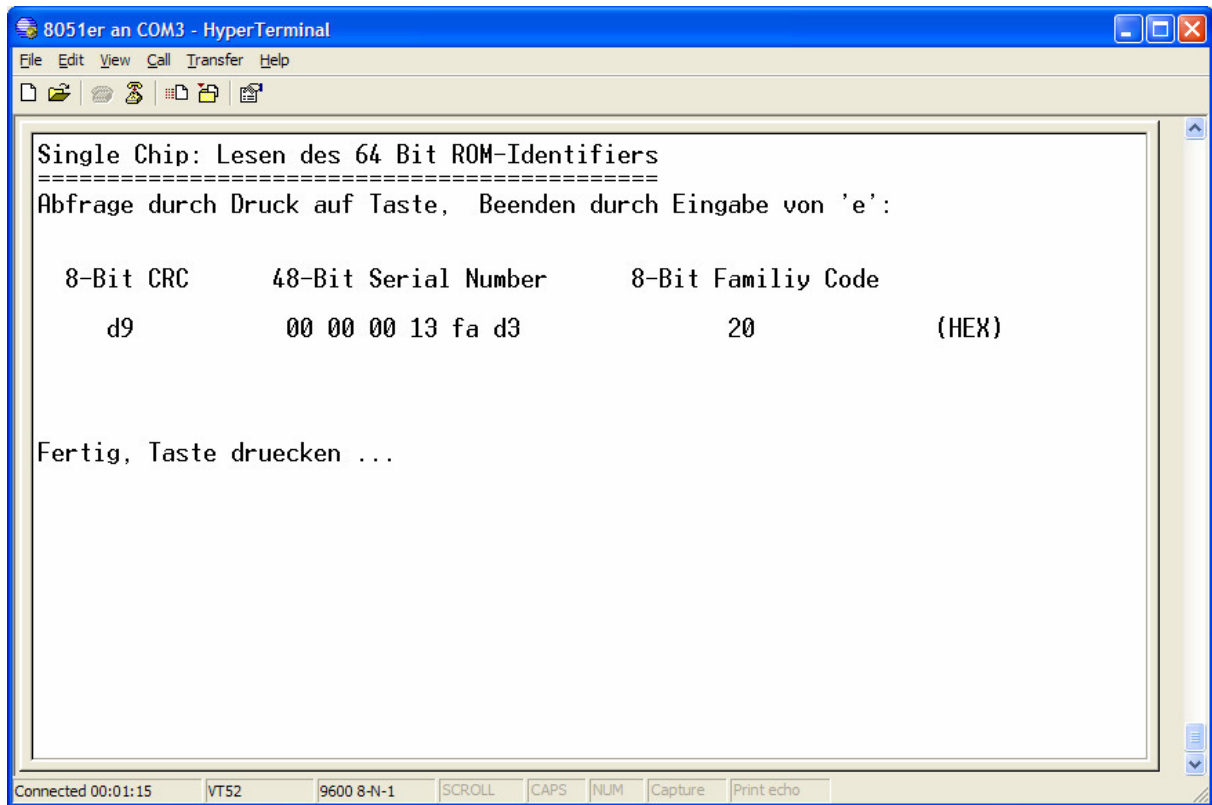 8051er an COM3 - HyperTerminal
File Edit View Call Transfer Help
Single Chip: Lesen des 64 Bit ROM-Identifiers
=============================================
Abfrage durch Druck auf Taste, Beenden durch Eingabe von 'e':
8-Bit CRC 48-Bit Serial Number 8-Bit Familiy Code
d9 00 00 00 13 fa d3 20 (HEX)
Fertig, Taste druecken ...
Connected 00:01:15 VT52 9600 8-N-1 SCROLL CAPS NUM Capture Print echo